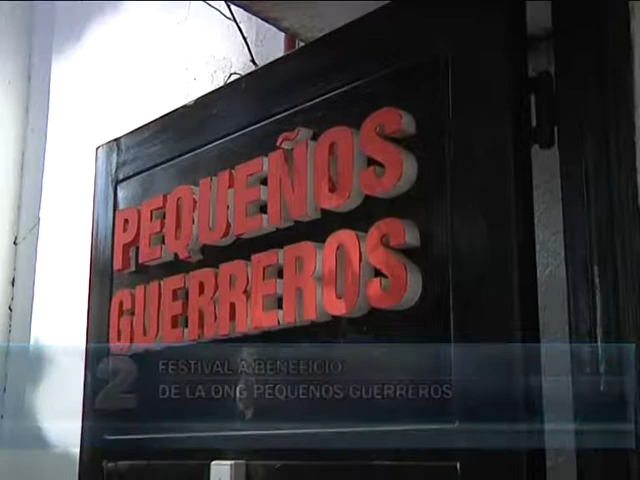 PEQUEÑOS
GUERREROS
2
FESTIVAL A BENEFICIO
DE LA ONG PEQUEÑOS GUERREROS